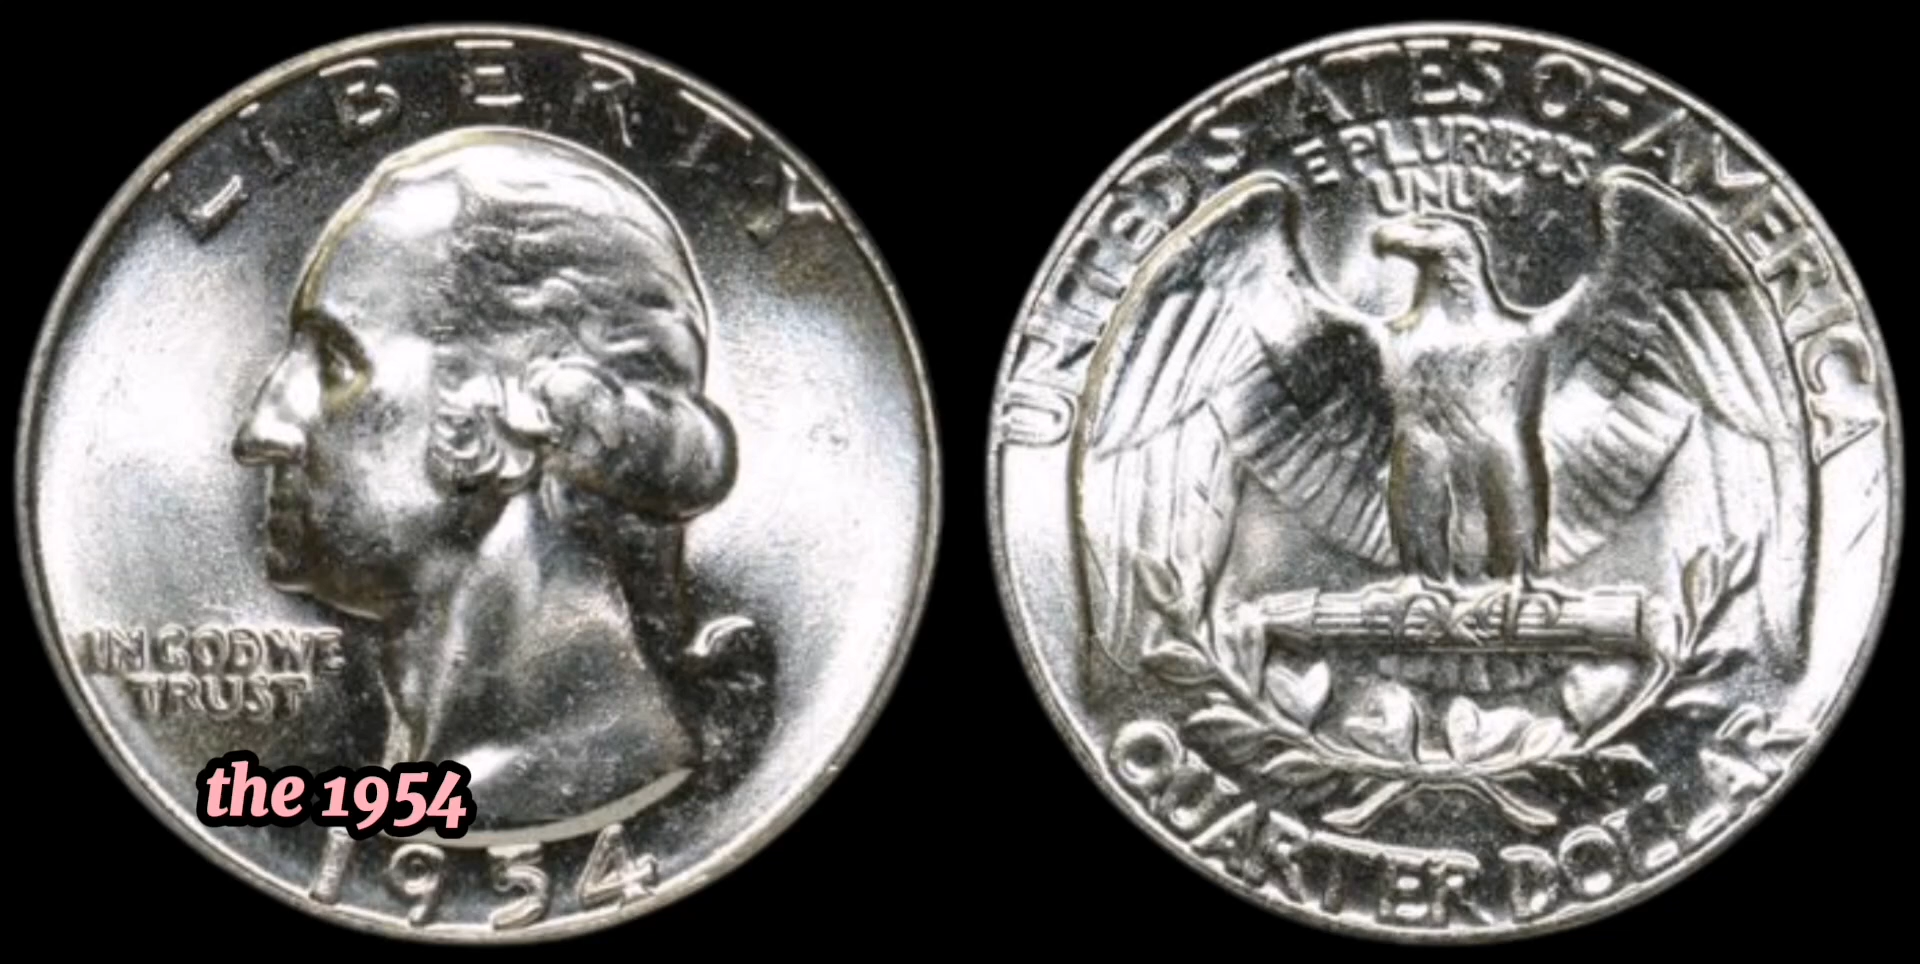 LIBERTY
IN GOD WE
TRUST
the 1954
1954
UNITED STATES OF AMERICA
E PLURIBUS
UNUM
QUARTER DOLLAR